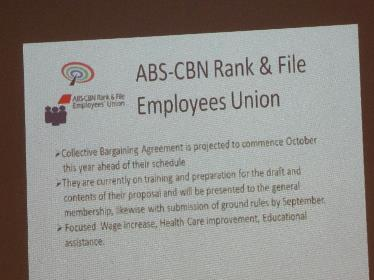 ABS-CBN Rank & File
Employees Union
ABS-CBN Rank & File
Employees' Union
➢Collective Bargaining Agreement is projected to commence October
this year ahead of their schedule
➢They are currently on training and preparation for the draft and
contents of their proposal and will be presented to the general
membership, likewise with submission of ground rules by September.
➢ Focused Wage increase, Health Care improvement, Educational
assistance.